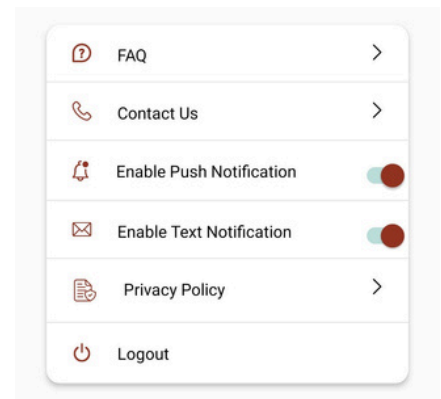 FAQ
Contact Us
Enable Push Notification
Enable Text Notification
Privacy Policy
Logout